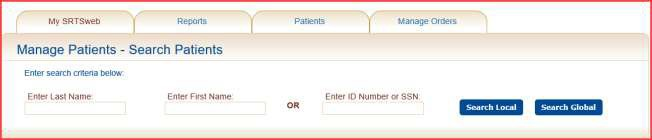 My SRTSweb Reports Patients Manage Orders
Manage Patients - Search Patients
Enter search criteria below:
Enter Last Name: Enter First Name: Enter ID Number or SSN:
OR Search Local Search Global